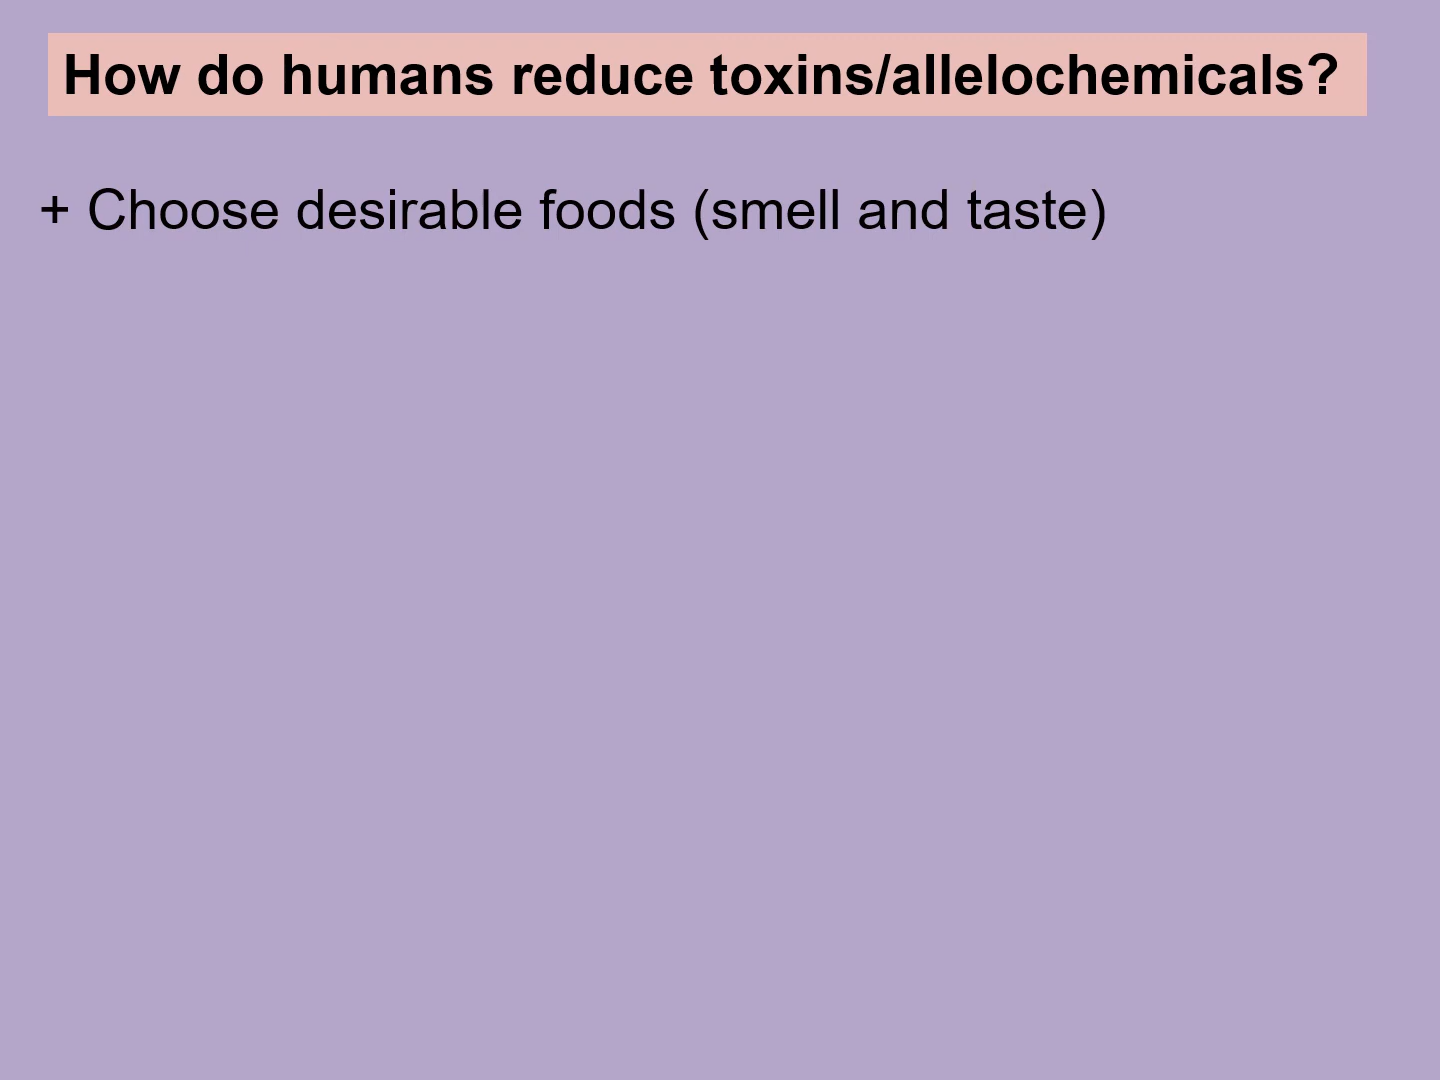 How do humans reduce toxins/allelochemicals?
+ Choose desirable foods (smell and taste)